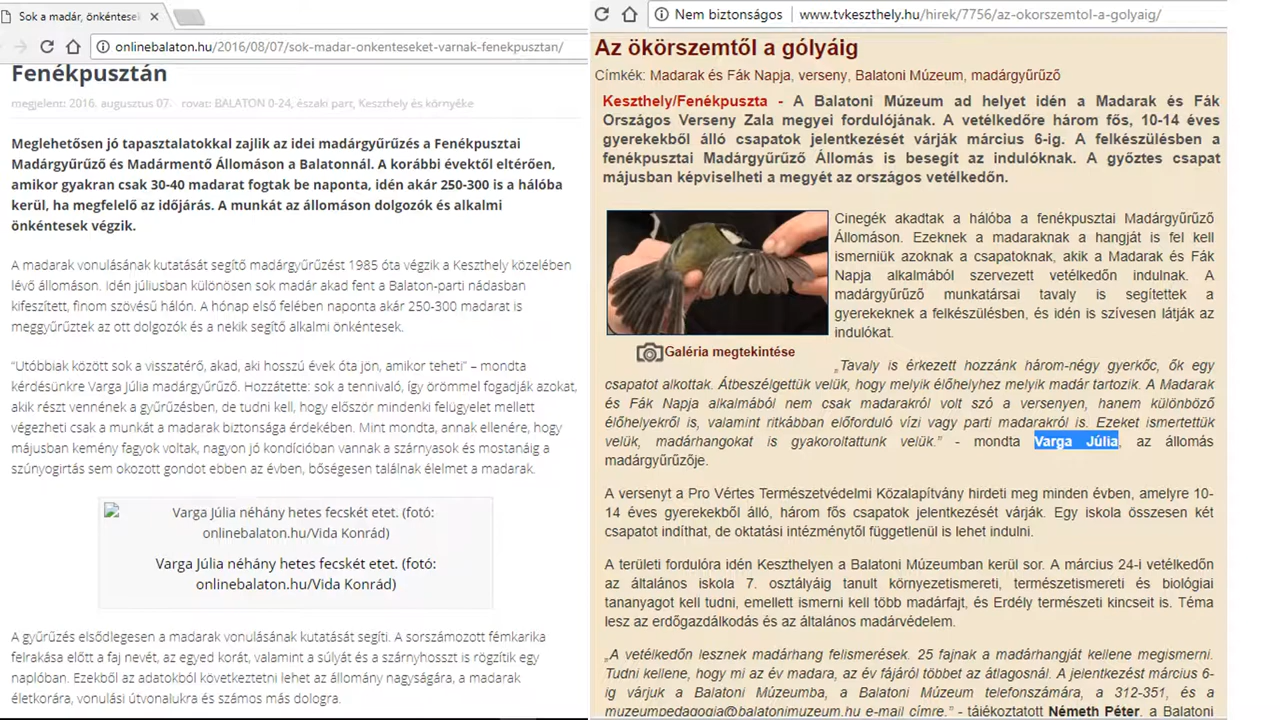 Sok a madár, önkéntese
onlinebalaton.hu/2016/08/07/sok-madar-onkenteseket-varnak-fenekpusztan/
Fenékpusztán
megjelent: 2016. augusztus 07. rovat: BALATON 0-24, északi part, Keszthely és környéke
Meglehetősen jó tapasztalatokkal zajlik az idei madárgyűrűzés a Fenékpusztai
Madárgyűrűző és Madármentő Állomáson a Balatonnál. A korábbi évektől eltérően,
amikor gyakran csak 30-40 madarat fogtak be naponta, idén akár 250-300 is a hálóba
kerül, ha megfelelő az időjárás. A munkát az állomáson dolgozók és alkalmi
önkéntesek végzik.
A madarak vonulásának kutatását segítő madárgyűrűzést 1985 óta végzik a Keszthely közelében
lévő állomáson. Idén júliusban különösen sok madár akad fent a Balaton-parti nádasban
kifeszített, finom szövésű hálón. A hónap első felében naponta akár 250-300 madarat is
meggyűrűztek az ott dolgozók és a nekik segítő alkalmi önkéntesek.
"Utóbbiak között sok a visszatérő, akad, aki hosszú évek óta jön, amikor teheti" – mondta
kérdésünkre Varga Júlia madárgyűrűző. Hozzátette: sok a tennivaló, így örömmel fogadják azokat,
akik részt vennének a gyűrűzésben, de tudni kell, hogy először mindenki felügyelet mellett
végezheti csak a munkát a madarak biztonsága érdekében. Mint mondta, annak ellenére, hogy
májusban kemény fagyok voltak, nagyon jó kondícióban vannak a szárnyasok és mostanáig a
szúnyogirtás sem okozott gondot ebben az évben, bőségesen találnak élelmet a madarak.
Varga Júlia néhány hetes fecskét etet. (fotó:
onlinebalaton.hu/Vida Konrád)
Varga Júlia néhány hetes fecskét etet. (fotó:
onlinebalaton.hu/Vida Konrád)
A gyűrűzés elsődlegesen a madarak vonulásának kutatását segíti. A sorszámozott fémkarika
felrakása előtt a faj nevét, az egyed korát, valamint a súlyát és a szárnyhosszt is rögzítik egy
naplóban. Ezekből az adatokból következtetni lehet az állomány nagyságára, a madarak
életkorára, vonulási útvonalukra és számos más dologra.
Nem biztonságos www.tvkeszthely.hu/hirek/7756/az-okorszemtol-a-golyaig/
Az ökörszemtől a gólyáig
Címkék: Madarak és Fák Napja, verseny, Balatoni Múzeum, madárgyűrűző
Keszthely/Fenékpuszta - A Balatoni Múzeum ad helyet idén a Madarak és Fák
Országos Verseny Zala megyei fordulójának. A vetélkedőre három fős, 10-14 éves
gyerekekből álló csapatok jelentkezését várják március 6-ig. A felkészülésben a
fenékpusztai Madárgyűrűző Állomás is besegít az indulóknak. A győztes csapat
májusban képviselheti a megyét az országos vetélkedőn.
Cinegék akadtak a hálóba a fenékpusztai Madárgyűrűző
Állomáson. Ezeknek a madaraknak a hangját is fel kell
ismerniük azoknak a csapatoknak, akik a Madarak és Fák
Napja alkalmából szervezett vetélkedőn indulnak. A
madárgyűrűző munkatársai tavaly is segítettek a
gyerekeknek a felkészülésben, és idén is szívesen látják az
indulókat.
Galéria megtekintése
„Tavaly is érkezett hozzánk három-négy gyerkőc, ők egy
csapatot alkottak. Átbeszélgettük velük, hogy melyik élőhelyhez melyik madár tartozik. A Madarak
és Fák Napja alkalmából nem csak madarakról volt szó a versenyen, hanem különböző
élőhelyekről is, valamint ritkábban előforduló vízi vagy parti madarakról is. Ezeket ismertettük
velük, madárhangokat is gyakoroltattunk velük." - mondta Varga Júlia, az állomás
madárgyűrűzője.
A versenyt a Pro Vértes Természetvédelmi Közalapítvány hirdeti meg minden évben, amelyre 10-
14 éves gyerekekből álló, három fős csapatok jelentkezését várják. Egy iskola összesen két
csapatot indíthat, de oktatási intézménytől függetlenül is lehet indulni.
A területi fordulóra idén Keszthelyen a Balatoni Múzeumban kerül sor. A március 24-i vetélkedőn
az általános iskola 7. osztályáig tanult környezetismereti, természetismereti és biológiai
tananyagot kell tudni, emellett ismerni kell több madárfajt, és Erdély természeti kincseit is. Téma
lesz az erdőgazdálkodás és az általános madárvédelem.
„A vetélkedőn lesznek madárhang felismerések. 25 fajnak a madárhangját kellene megismerni.
Tudni kellene, hogy mi az év madara, az év fájáról többet az átlagosnál. A jelentkezést március 6-
ig várjuk a Balatoni Múzeumba, a Balatoni Múzeum telefonszámára, a 312-351, és a
muzeumpedagogia@balatonimuzeum.hu e-mail címre." - tájékoztatott Németh Péter, a Balatoni